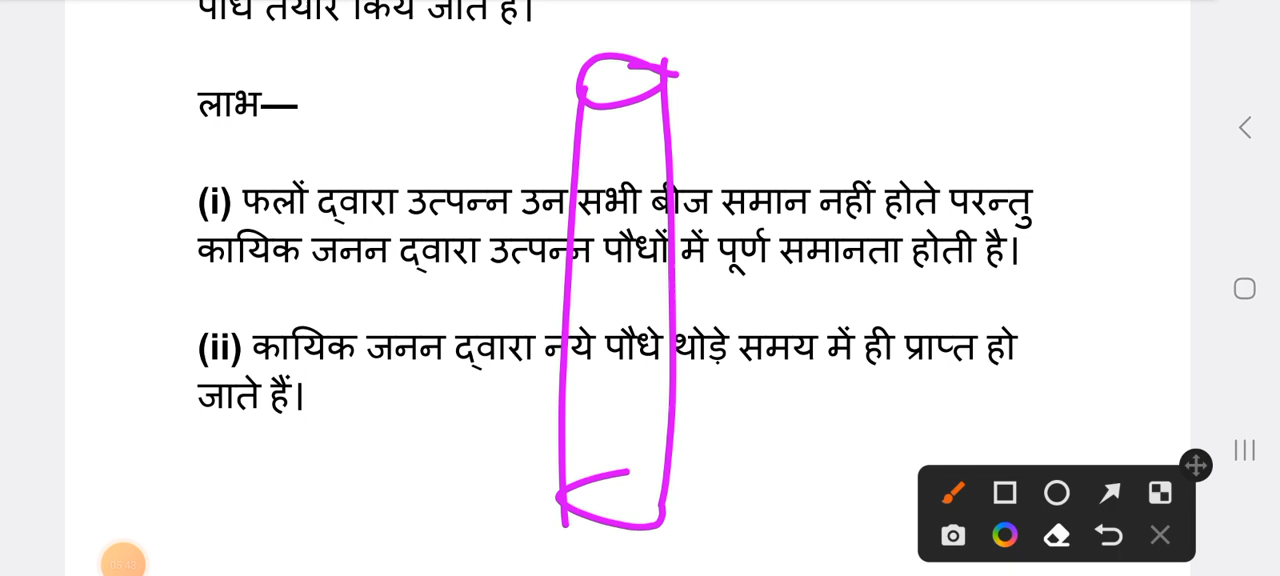 पौधे तैयार किये जाते हैं।
लाभ—
(i) फलों द्वारा उत्पन्न उन सभी बीज समान नहीं होते परन्तु
कायिक जनन द्वारा उत्पन्न पौधों में पूर्ण समानता होती है।
(ii) कायिक जनन द्वारा नये पौधे थोड़े समय में ही प्राप्त हो
जाते हैं।